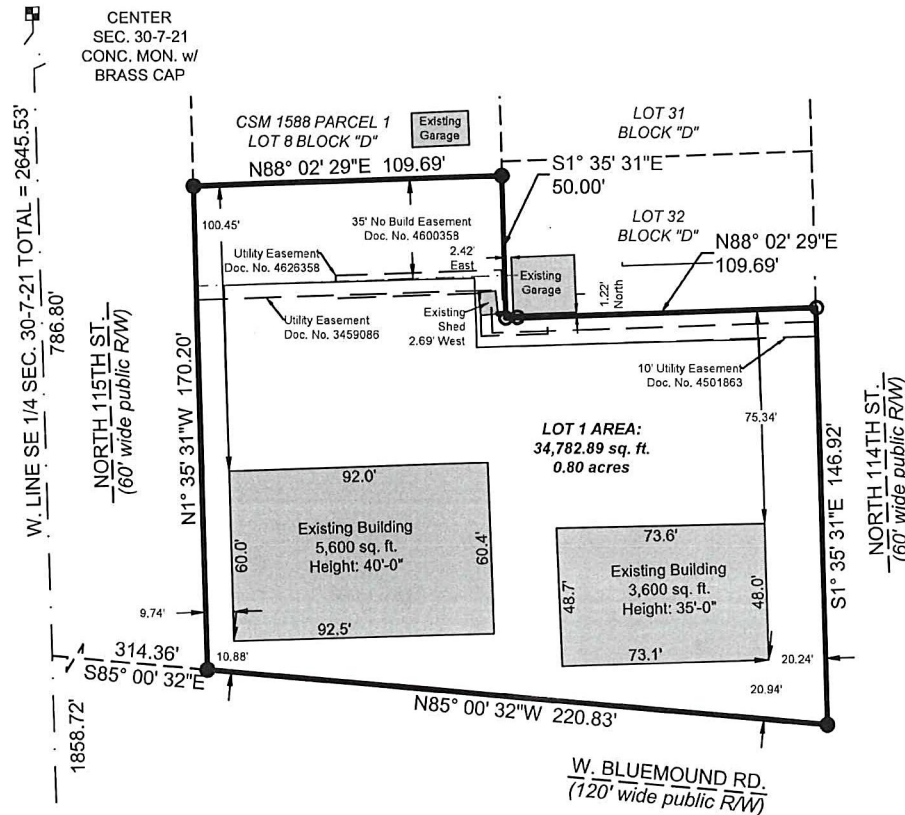 CENTER
SEC. 30-7-21
CONC. MON. w/
BRASS CAP
W. LINE SE 1/4 SEC. 30-7-21 TOTAL = 2645.53'
786.80'
1858.72'
NORTH 115TH ST.
(60' wide public R/W)
CSM 1588 PARCEL 1
LOT 8 BLOCK "D"
Existing
Garage
N88° 02' 29"E 109.69'
LOT 31
BLOCK "D"
S1° 35' 31"E
50.00'
LOT 32
BLOCK "D"
N88° 02' 29"E
109.69'
100.45'
35' No Build Easement
Doc. No. 4600358
Utility Easement
Doc. No. 4626358
2.42'
East
Existing
Garage
1.22'
North
Utility Easement
Doc. No. 3459086
Existing
Shed
2.69' West
10' Utility Easement
Doc. No. 4501863
N1° 35' 31"W 170.20'
75.34'
LOT 1 AREA:
34,782.89 sq. ft.
0.80 acres
S1° 35' 31"E 146.92'
NORTH 114TH ST.
(60' wide public R/W)
92.0'
Existing Building
5,600 sq. ft.
Height: 40'-0"
60.0'
60.4'
92.5'
73.6'
Existing Building
3,600 sq. ft.
Height: 35'-0"
48.7'
48.0'
73.1'
9.74'
10.88'
314.36'
S85° 00' 32"E
20.24'
20.94'
N85° 00' 32"W 220.83'
W. BLUEMOUND RD.
(120' wide public R/W)